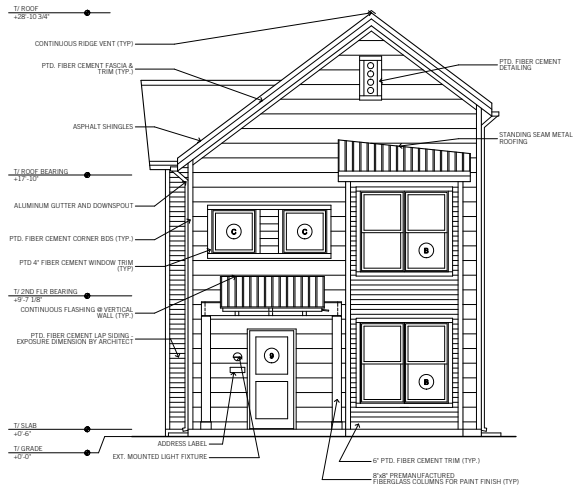 T/ ROOF
+28'-10 3/4"
CONTINUOUS RIDGE VENT (TYP)
PTD. FIBER CEMENT FASCIA &
TRIM (TYP.)
PTD. FIBER CEMENT
DETAILING
ASPHALT SHINGLES
STANDING SEAM METAL
ROOFING
T/ ROOF BEARING
+17'-10"
ALUMINUM GUTTER AND DOWNSPOUT
C
C
B
PTD. FIBER CEMENT CORNER BDS (TYP.)
PTD 4" FIBER CEMENT WINDOW TRIM
(TYP)
T/ 2ND FLR BEARING
+9'-7 1/8"
CONTINUOUS FLASHING @ VERTICAL
WALL (TYP.)
PTD. FIBER CEMENT LAP SIDING -
EXPOSURE DIMENSION BY ARCHITECT
9
B
T/ SLAB
+0'-6"
T/ GRADE
+0'-0"
ADDRESS LABEL
EXT. MOUNTED LIGHT FIXTURE
6" PTD. FIBER CEMENT TRIM (TYP.)
8"x8" PREMANUFACTURED
FIBERGLASS COLUMNS FOR PAINT FINISH (TYP)